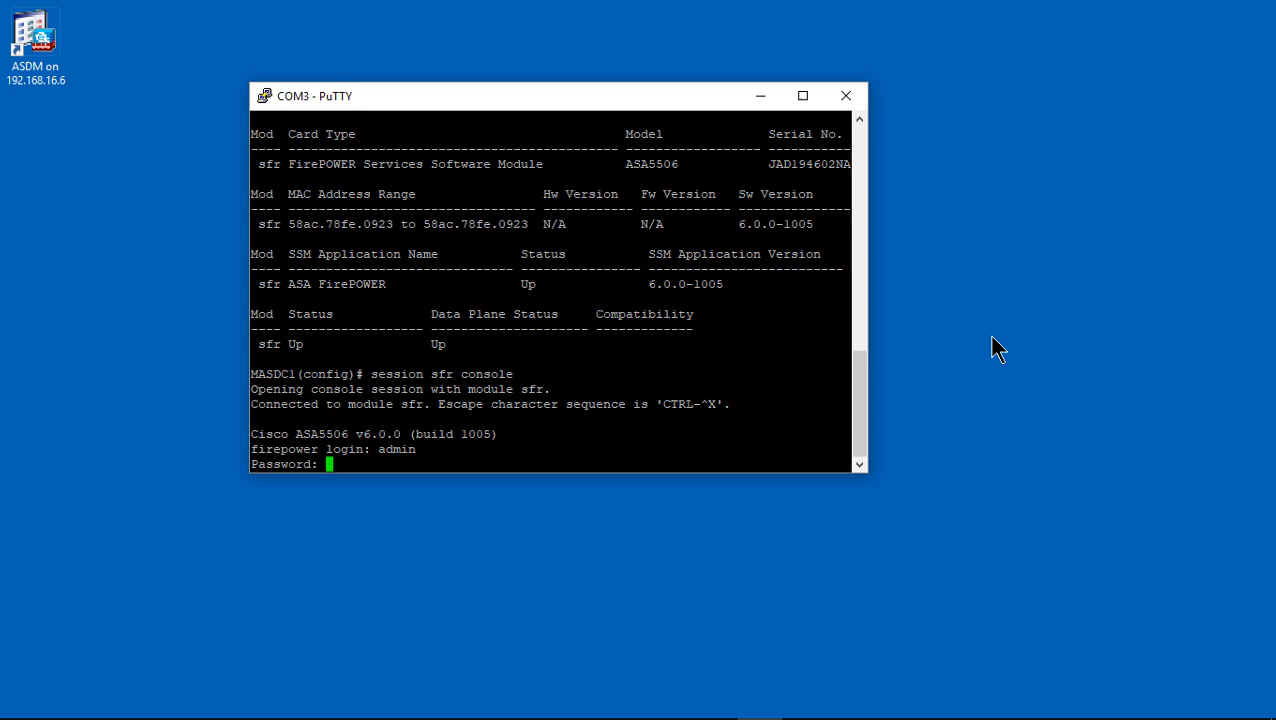 ASDM on
192.168.16.6
COM3 - PuTTY
Mod  Card Type                                    Model              Serial No.
---- -------------------------------------------- ------------------ -----------
 sfr FirePOWER Services Software Module           ASA5506            JAD194602NA
Mod  MAC Address Range                 Hw Version   Fw Version   Sw Version
---- --------------------------------- ------------ ------------ ---------------
 sfr 58ac.78fe.0923 to 58ac.78fe.0923  N/A          N/A          6.0.0-1005
Mod  SSM Application Name           Status           SSM Application Version
---- ------------------------------ ---------------- --------------------------
 sfr ASA FirePOWER                  Up               6.0.0-1005
Mod  Status             Data Plane Status     Compatibility
---- ------------------ --------------------- -------------
 sfr Up                 Up
MASDC1(config)# session sfr console
Opening console session with module sfr.
Connected to module sfr. Escape character sequence is 'CTRL-^X'.
Cisco ASA5506 v6.0.0 (build 1005)
firepower login: admin
Password: